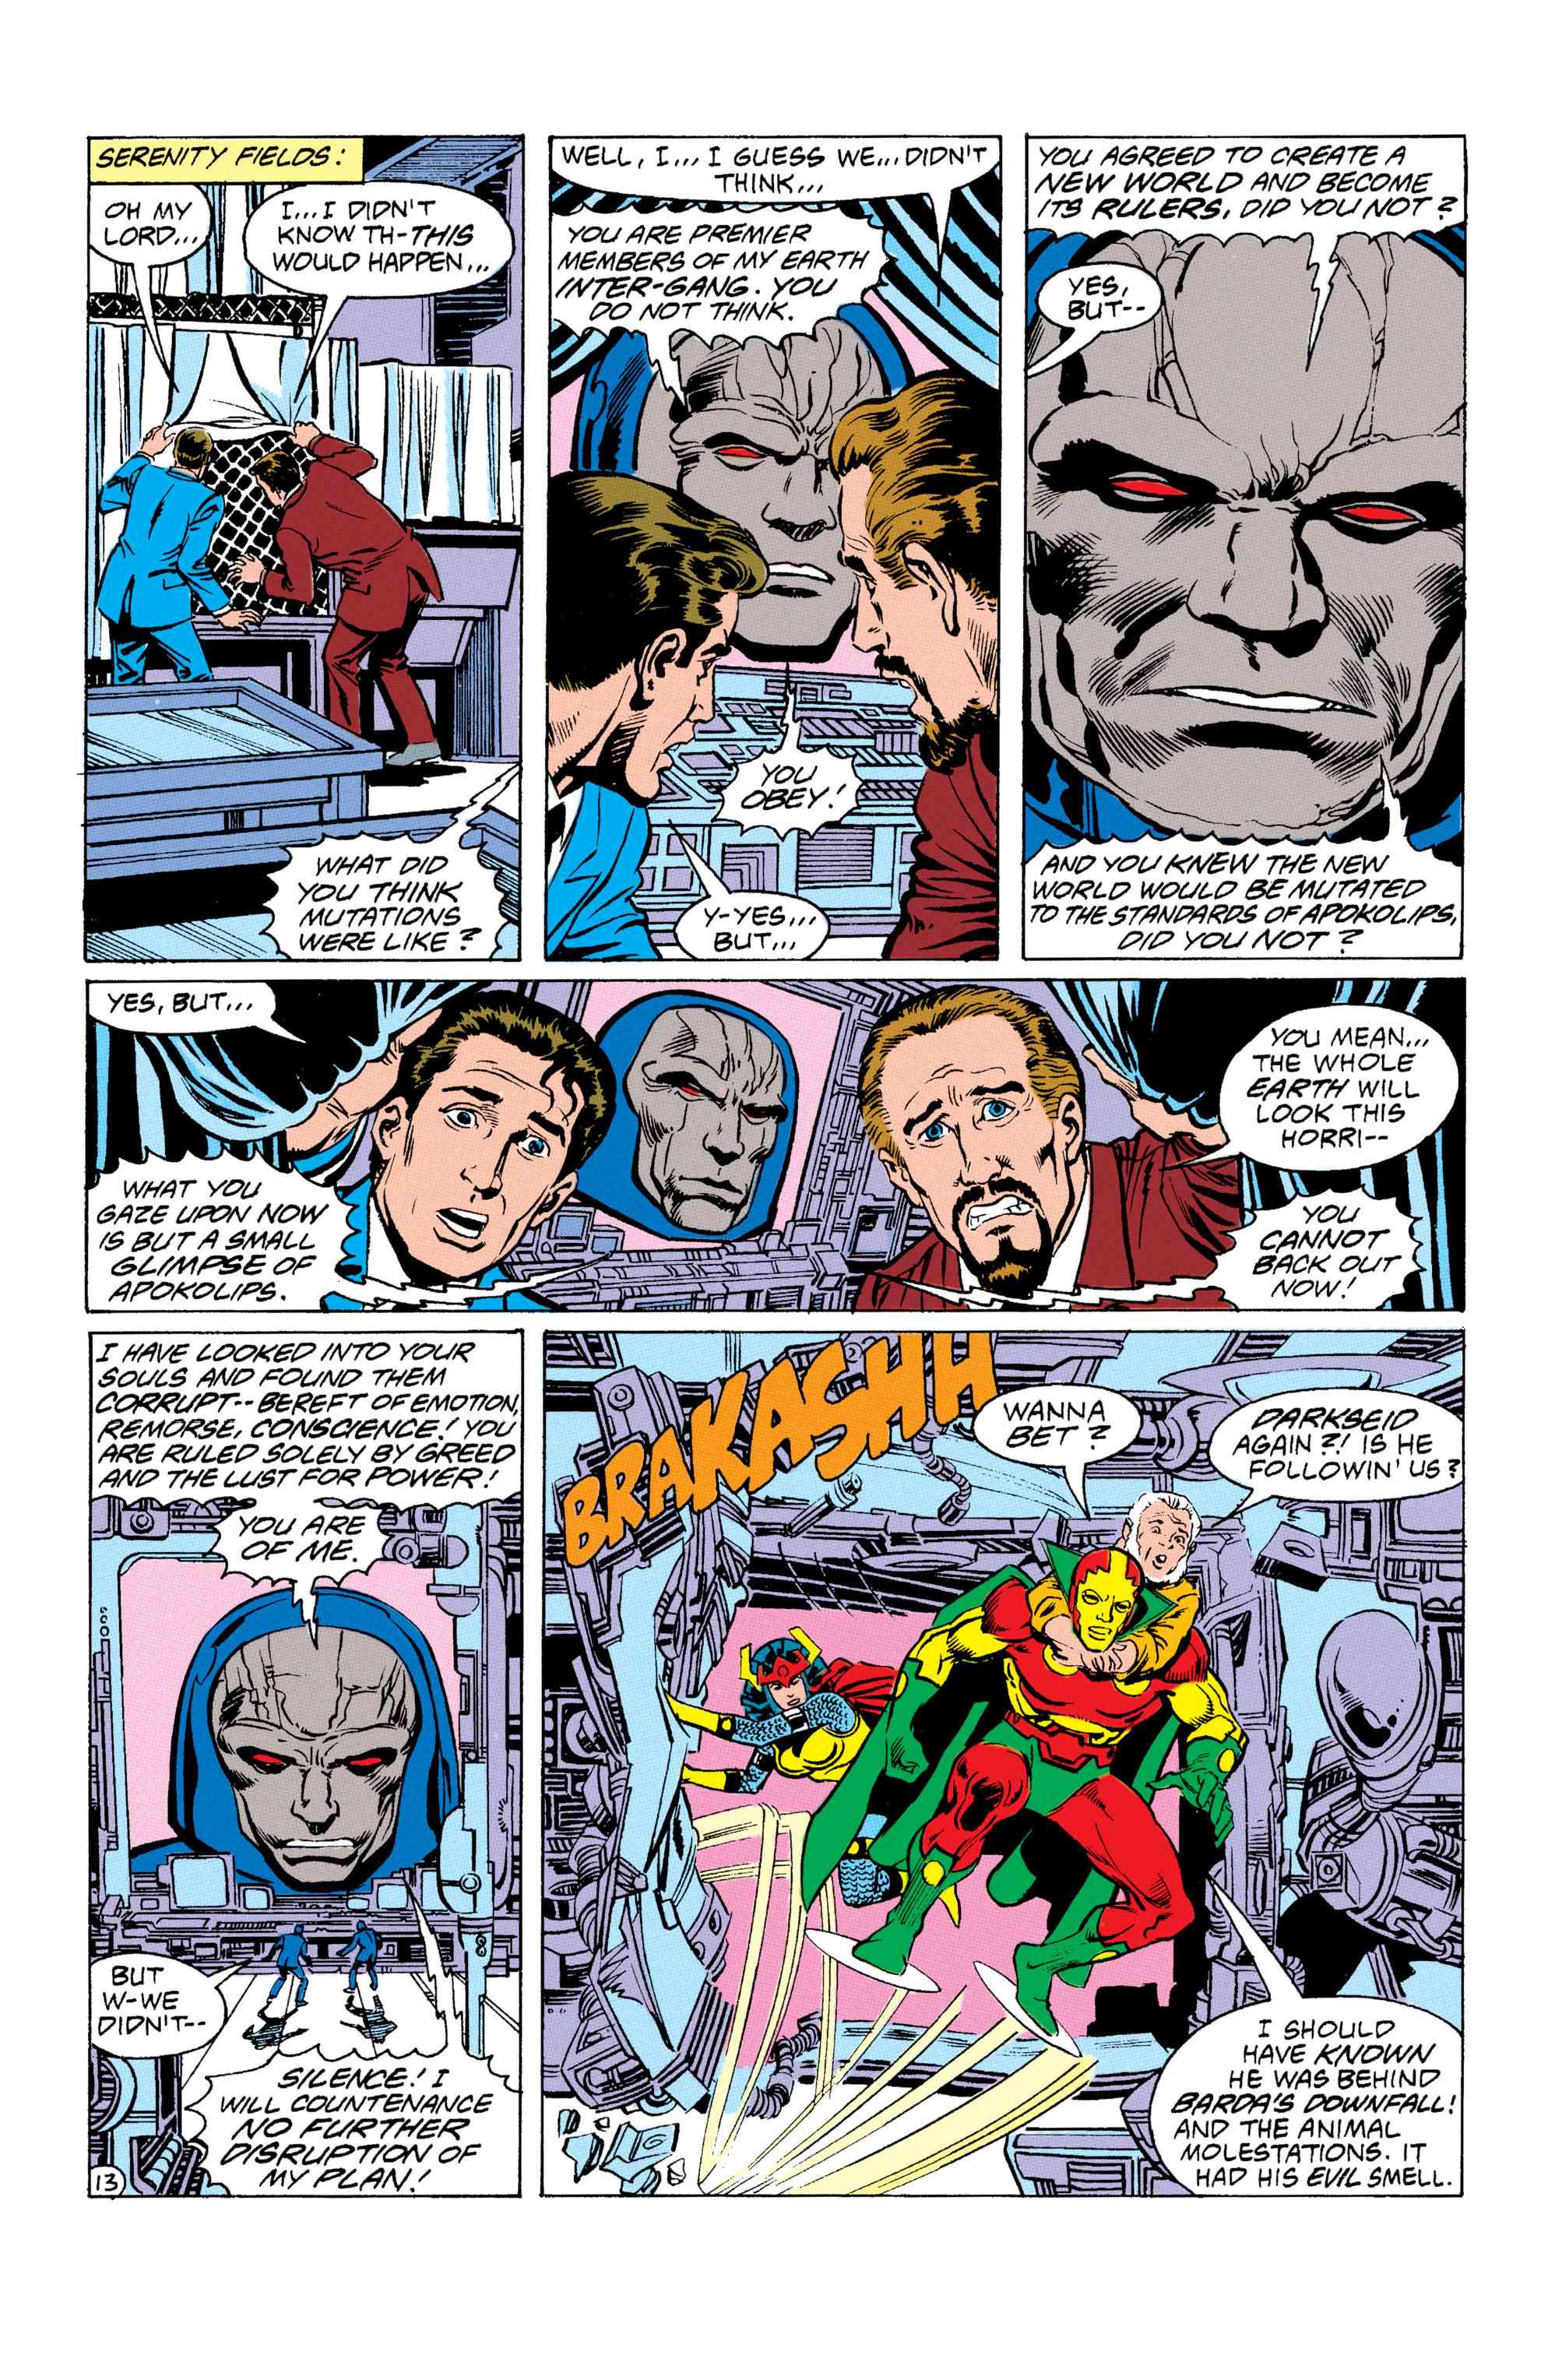 SERENITY FIELDS:
OH MY
LORD...
I... I DIDN'T
KNOW TH-THIS
WOULD HAPPEN...
WHAT DID
YOU THINK
MUTATIONS
WERE LIKE?
WELL, I... I GUESS WE... DIDN'T
THINK...
YOU ARE PREMIER
MEMBERS OF MY EARTH
INTER-GANG. YOU
DO NOT THINK.
YOU
OBEY!
Y-YES...
BUT...
YOU AGREED TO CREATE A
NEW WORLD AND BECOME
ITS RULERS, DID YOU NOT?
YES,
BUT--
AND YOU KNEW THE NEW
WORLD WOULD BE MUTATED
TO THE STANDARDS OF APOKOLIPS,
DID YOU NOT?
YES, BUT...
WHAT YOU
GAZE UPON NOW
IS BUT A SMALL
GLIMPSE OF
APOKOLIPS.
YOU MEAN...
THE WHOLE
EARTH WILL
LOOK THIS
HORRI--
YOU
CANNOT
BACK OUT
NOW!
I HAVE LOOKED INTO YOUR
SOULS AND FOUND THEM
CORRUPT-- BEREFT OF EMOTION,
REMORSE, CONSCIENCE! YOU
ARE RULED SOLELY BY GREED
AND THE LUST FOR POWER!
YOU ARE
OF ME.
BUT
W-WE
DIDN'T--
SILENCE! I
WILL COUNTENANCE
NO FURTHER
DISRUPTION OF
MY PLAN!
13
BRAKASHH
WANNA
BET?
DARKSEID
AGAIN?! IS HE
FOLLOWIN' US?
I SHOULD
HAVE KNOWN
HE WAS BEHIND
BARDA'S DOWNFALL!
AND THE ANIMAL
MOLESTATIONS. IT
HAD HIS EVIL SMELL.